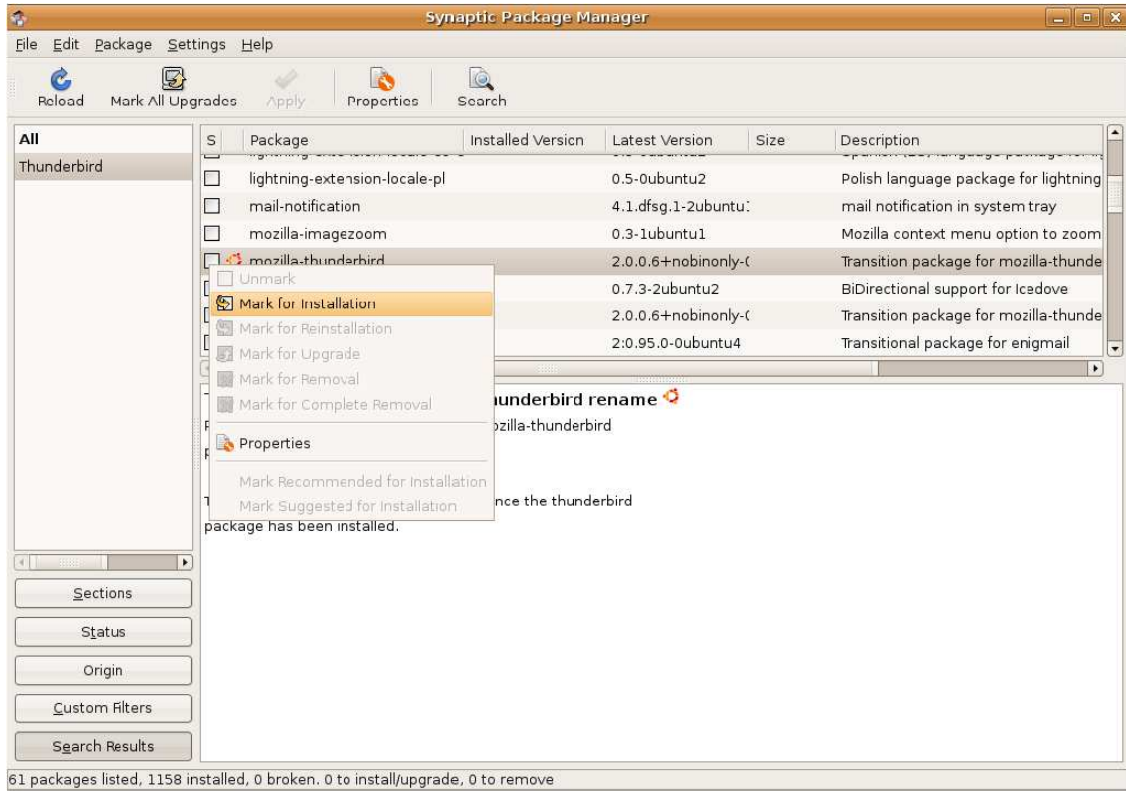 Synaptic Package Manager
File Edit Package Settings Help
Reload Mark All Upgrades Apply Properties Search
All
Thunderbird
S Package Installed Version Latest Version Size Description
lightning-extension-locale-pl 0.5-0ubuntu2 Polish language package for lightning
mail-notification 4.1.dfsg.1-2ubuntu mail notification in system tray
mozilla-imagezoom 0.3-1ubuntu1 Mozilla context menu option to zoom
mozilla-thunderbird 2.0.0.6+nobinonly-( Transition package for mozilla-thunde
0.7.3-2ubuntu2 BiDirectional support for Icedove
2.0.0.6+nobinonly-( Transition package for mozilla-thunde
2:0.95.0-0ubuntu4 Transitional package for enigmail
Unmark
Mark for Installation
Mark for Reinstallation
Mark for Upgrade
Mark for Removal
Mark for Complete Removal
Properties
Mark Recommended for Installation
Mark Suggested for Installation
underbird rename
ozilla-thunderbird
nce the thunderbird
package has been installed.
Sections
Status
Origin
Custom Filters
Search Results
61 packages listed, 1158 installed, 0 broken. 0 to install/upgrade, 0 to remove